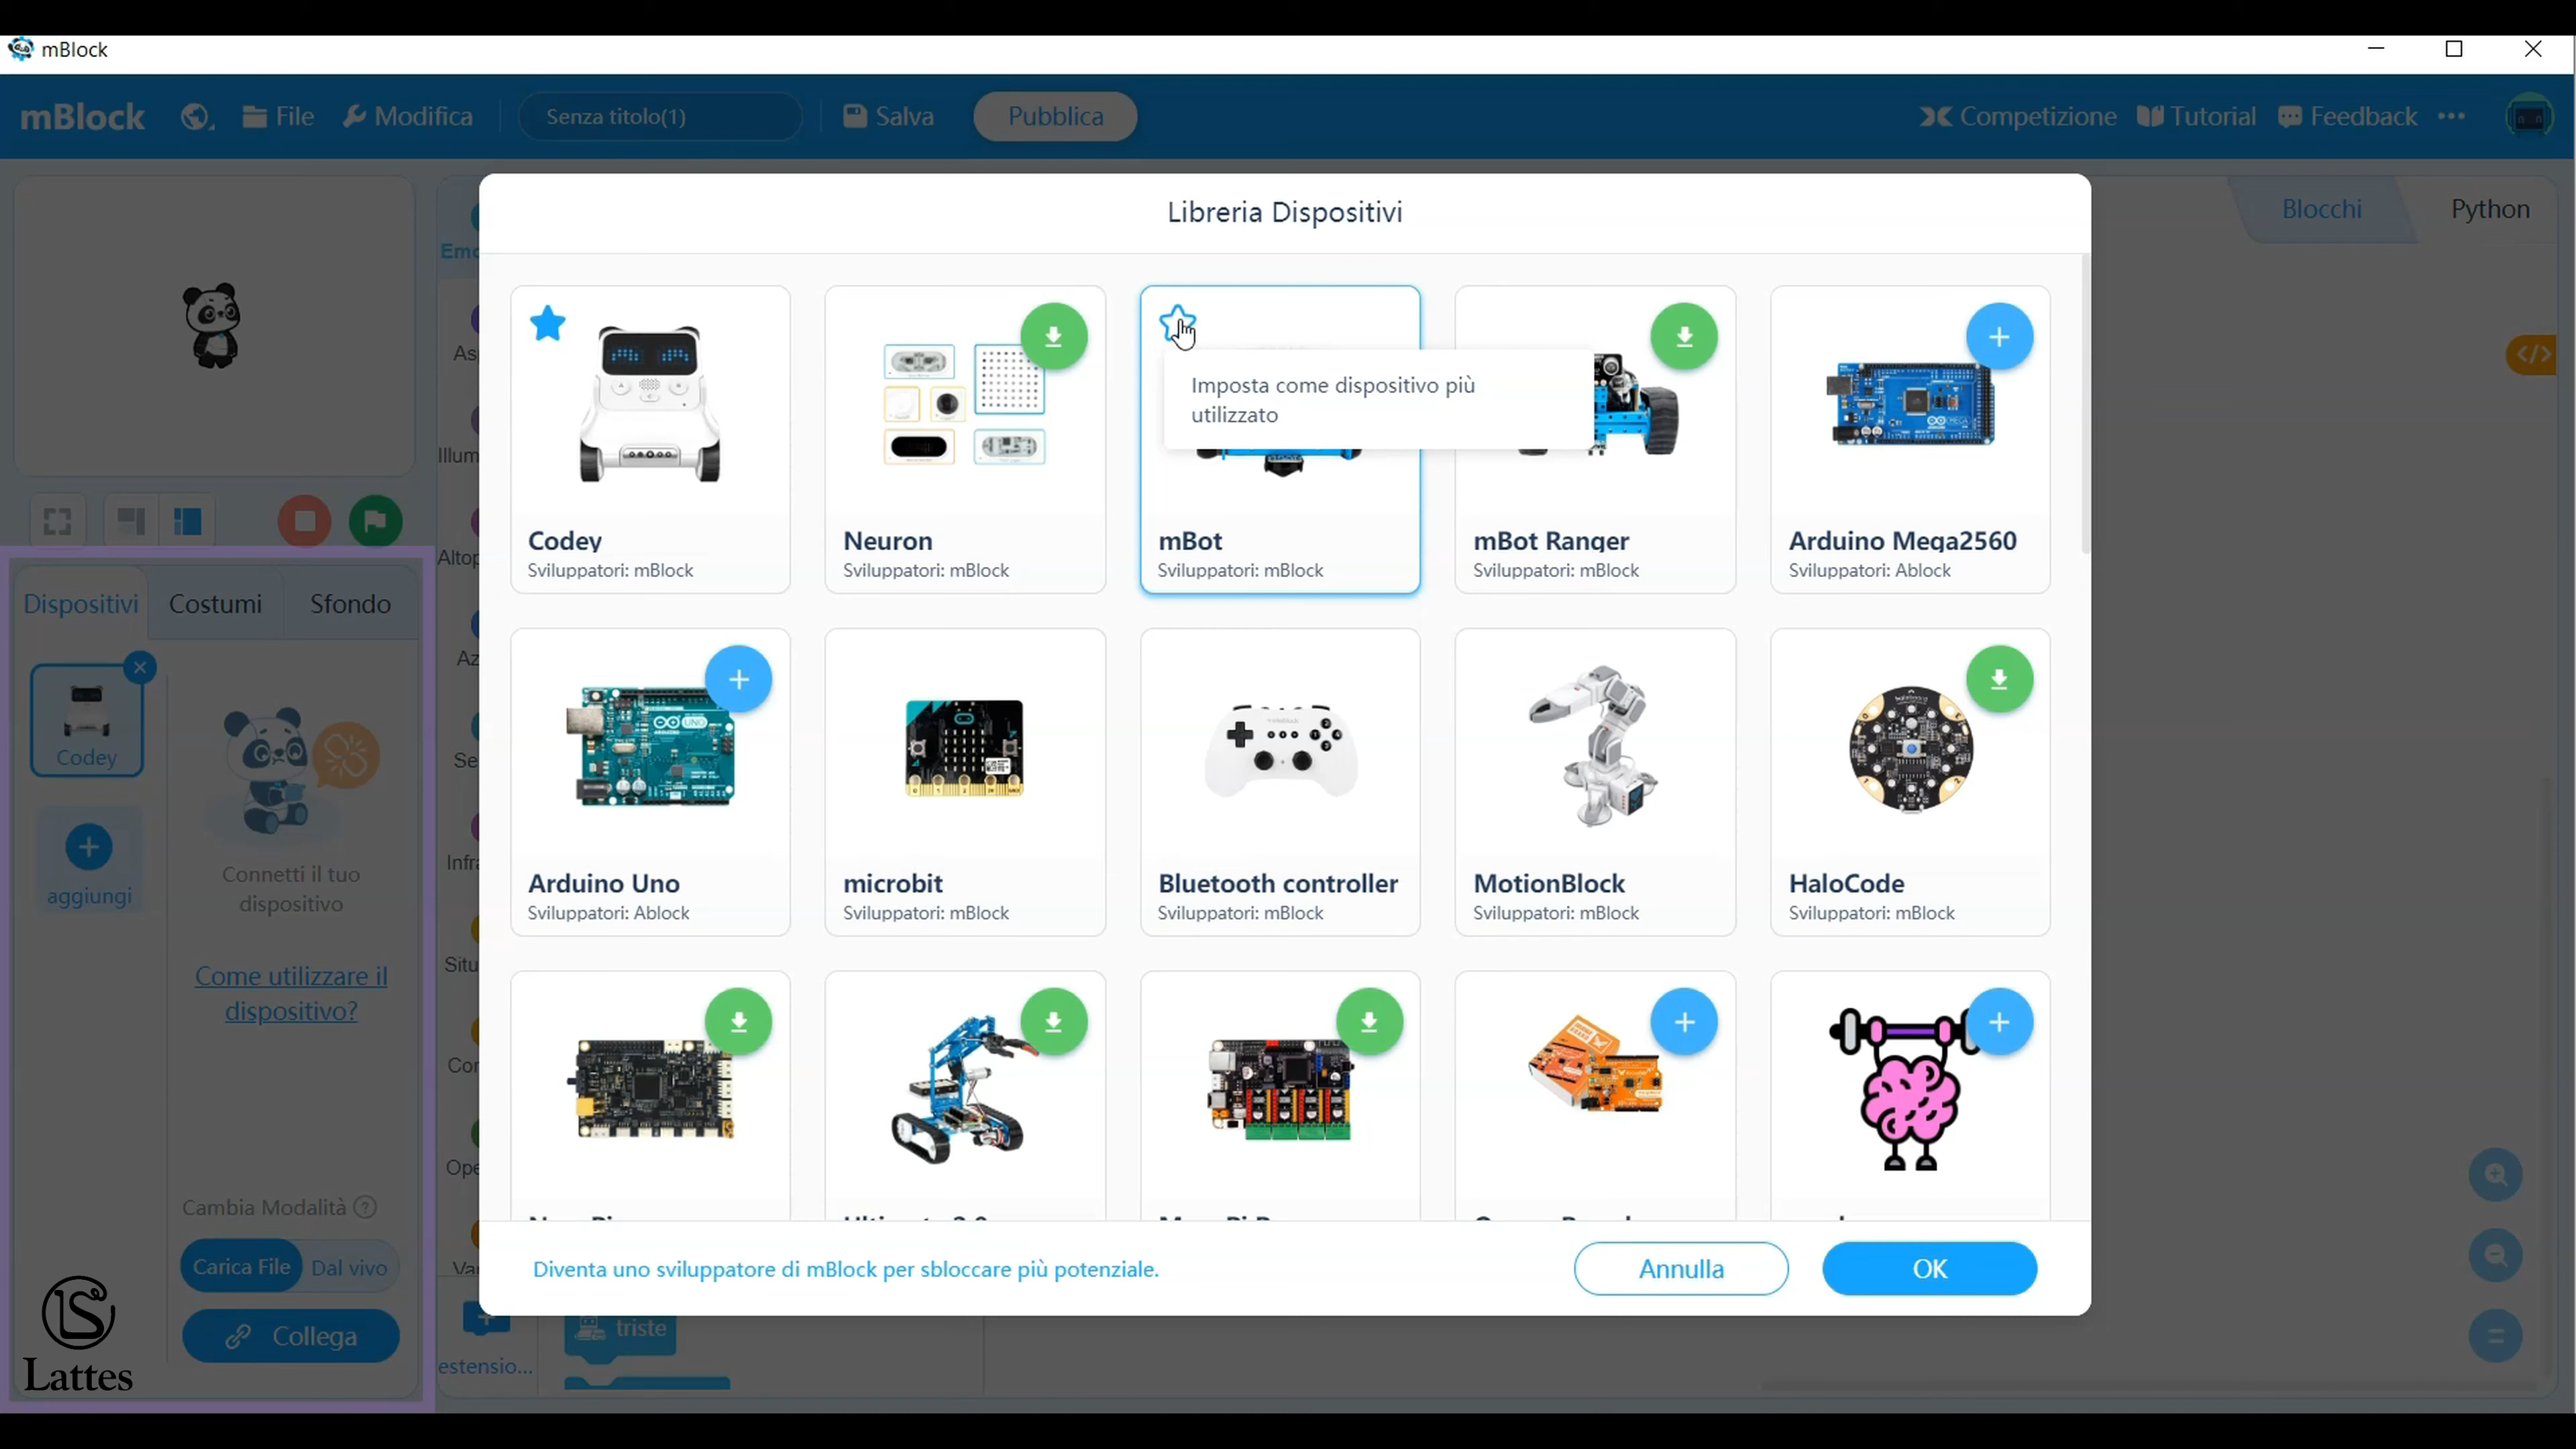 mBlock
mBlock
File
Modifica
Senza titolo(1)
Salva
Pubblica
Competizione
Tutorial
Feedback
Libreria Dispositivi
Blocchi
Python
Imposta come dispositivo più
utilizzato
Codey
Sviluppatori: mBlock
Neuron
Sviluppatori: mBlock
mBot
Sviluppatori: mBlock
mBot Ranger
Sviluppatori: mBlock
Arduino Mega2560
Sviluppatori: Ablock
Arduino Uno
Sviluppatori: Ablock
microbit
Sviluppatori: mBlock
Bluetooth controller
Sviluppatori: mBlock
MotionBlock
Sviluppatori: mBlock
HaloCode
Sviluppatori: mBlock
Diventa uno sviluppatore di mBlock per sbloccare più potenziale.
Annulla
OK
Dispositivi
Costumi
Sfondo
Codey
aggiungi
Connetti il tuo
dispositivo
Come utilizzare il
dispositivo?
Cambia Modalità
Carica File
Dal vivo
Collega
estensio...
triste
LS
Lattes